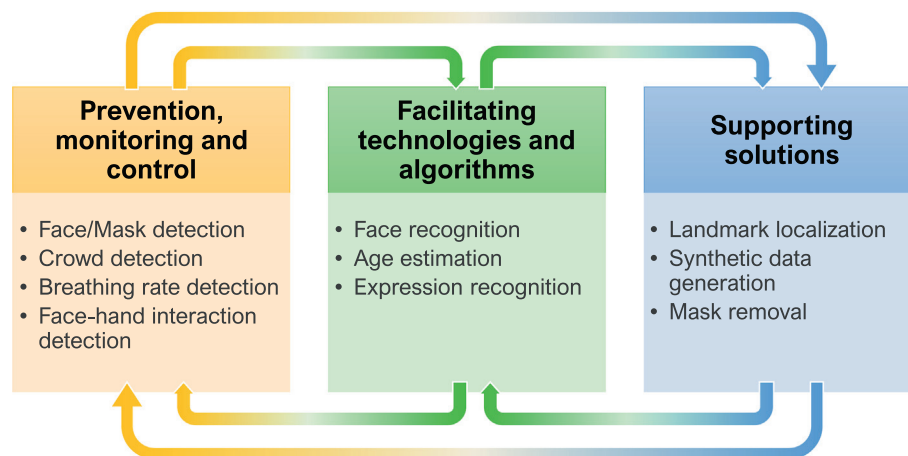 Prevention,
monitoring and
control
• Face/Mask detection
• Crowd detection
• Breathing rate detection
• Face-hand interaction
detection
Facilitating
technologies and
algorithms
• Face recognition
• Age estimation
• Expression recognition
Supporting
solutions
• Landmark localization
• Synthetic data
generation
• Mask removal